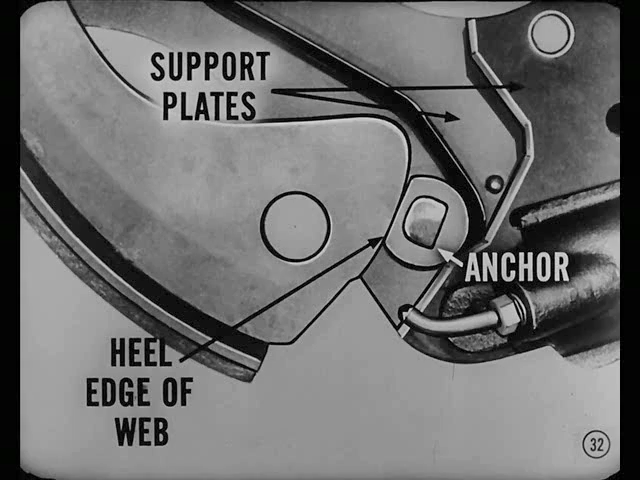 SUPPORT
PLATES
ANCHOR
HEEL
EDGE OF
WEB
32